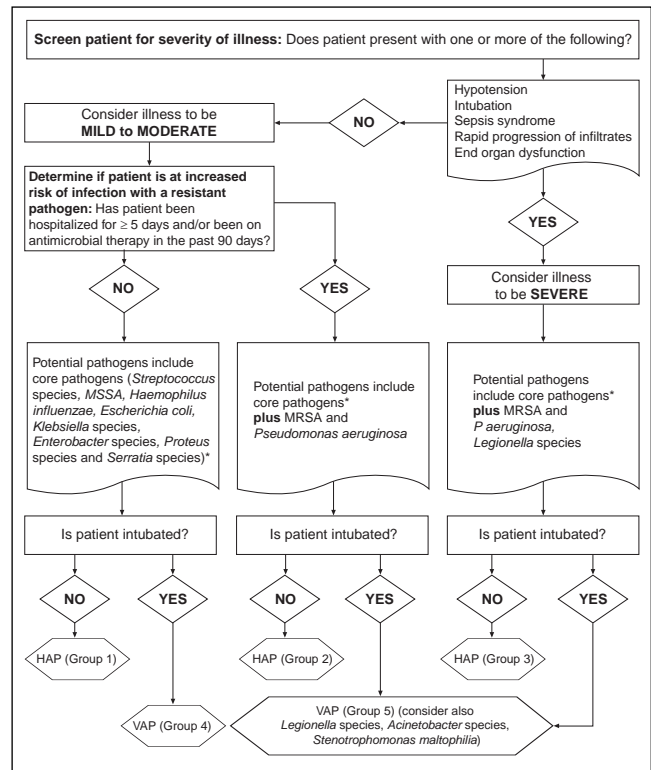 Screen patient for severity of illness: Does patient present with one or more of the following?
Hypotension
Intubation
Sepsis syndrome
Rapid progression of infiltrates
End organ dysfunction
NO
Consider illness to be
MILD to MODERATE
Determine if patient is at increased
risk of infection with a resistant
pathogen: Has patient been
hospitalized for ≥ 5 days and/or been on
antimicrobial therapy in the past 90 days?
YES
Consider illness
to be SEVERE
NO
YES
Potential pathogens include
core pathogens (Streptococcus
species, MSSA, Haemophilus
influenzae, Escherichia coli,
Klebsiella species,
Enterobacter species, Proteus
species and Serratia species)*
Potential pathogens include
core pathogens*
plus MRSA and
Pseudomonas aeruginosa
Potential pathogens
include core pathogens*
plus MRSA and
P aeruginosa,
Legionella species
Is patient intubated?
Is patient intubated?
Is patient intubated?
NO
YES
NO
YES
NO
YES
HAP (Group 1)
HAP (Group 2)
HAP (Group 3)
VAP (Group 4)
VAP (Group 5) (consider also
Legionella species, Acinetobacter species,
Stenotrophomonas maltophilia)